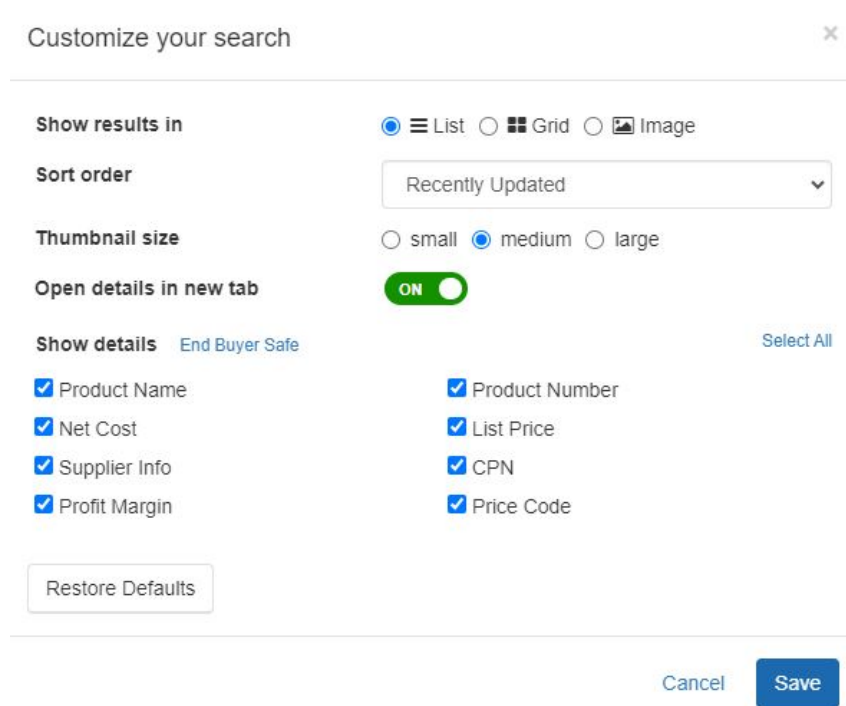 Customize your search ×
Show results in List Grid Image
Sort order Recently Updated
Thumbnail size small medium large
Open details in new tab ON
Show details End Buyer Safe Select All
Product Name Product Number
Net Cost List Price
Supplier Info CPN
Profit Margin Price Code
Restore Defaults
Cancel Save